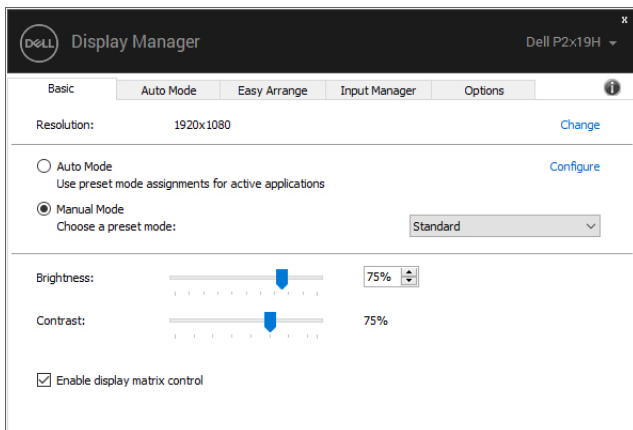 x
DELL Display Manager Dell P2x19H
Basic Auto Mode Easy Arrange Input Manager Options i
Resolution: 1920x1080 Change
Auto Mode Configure
Use preset mode assignments for active applications
Manual Mode
Choose a preset mode: Standard
Brightness: 75%
Contrast: 75%
Enable display matrix control